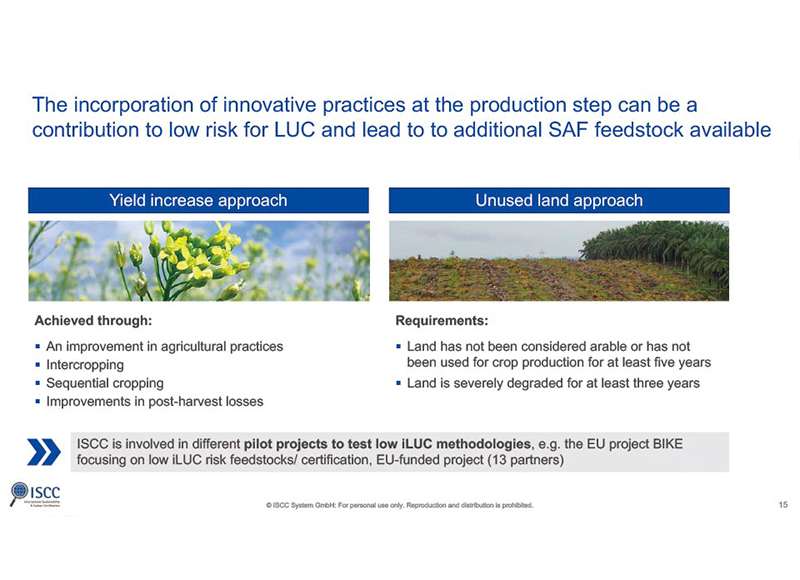 The incorporation of innovative practices at the production step can be a
contribution to low risk for LUC and lead to to additional SAF feedstock available
Yield increase approach
Achieved through:
▪ An improvement in agricultural practices
▪ Intercropping
▪ Sequential cropping
▪ Improvements in post-harvest losses
Unused land approach
Requirements:
▪ Land has not been considered arable or has not
been used for crop production for at least five years
▪ Land is severely degraded for at least three years
ISCC is involved in different pilot projects to test low iLUC methodologies, e.g. the EU project BIKE
focusing on low iLUC risk feedstocks/ certification, EU-funded project (13 partners)
ISCC
International Sustainability
& Carbon Certification
© ISCC System GmbH: For personal use only. Reproduction and distribution is prohibited.
15